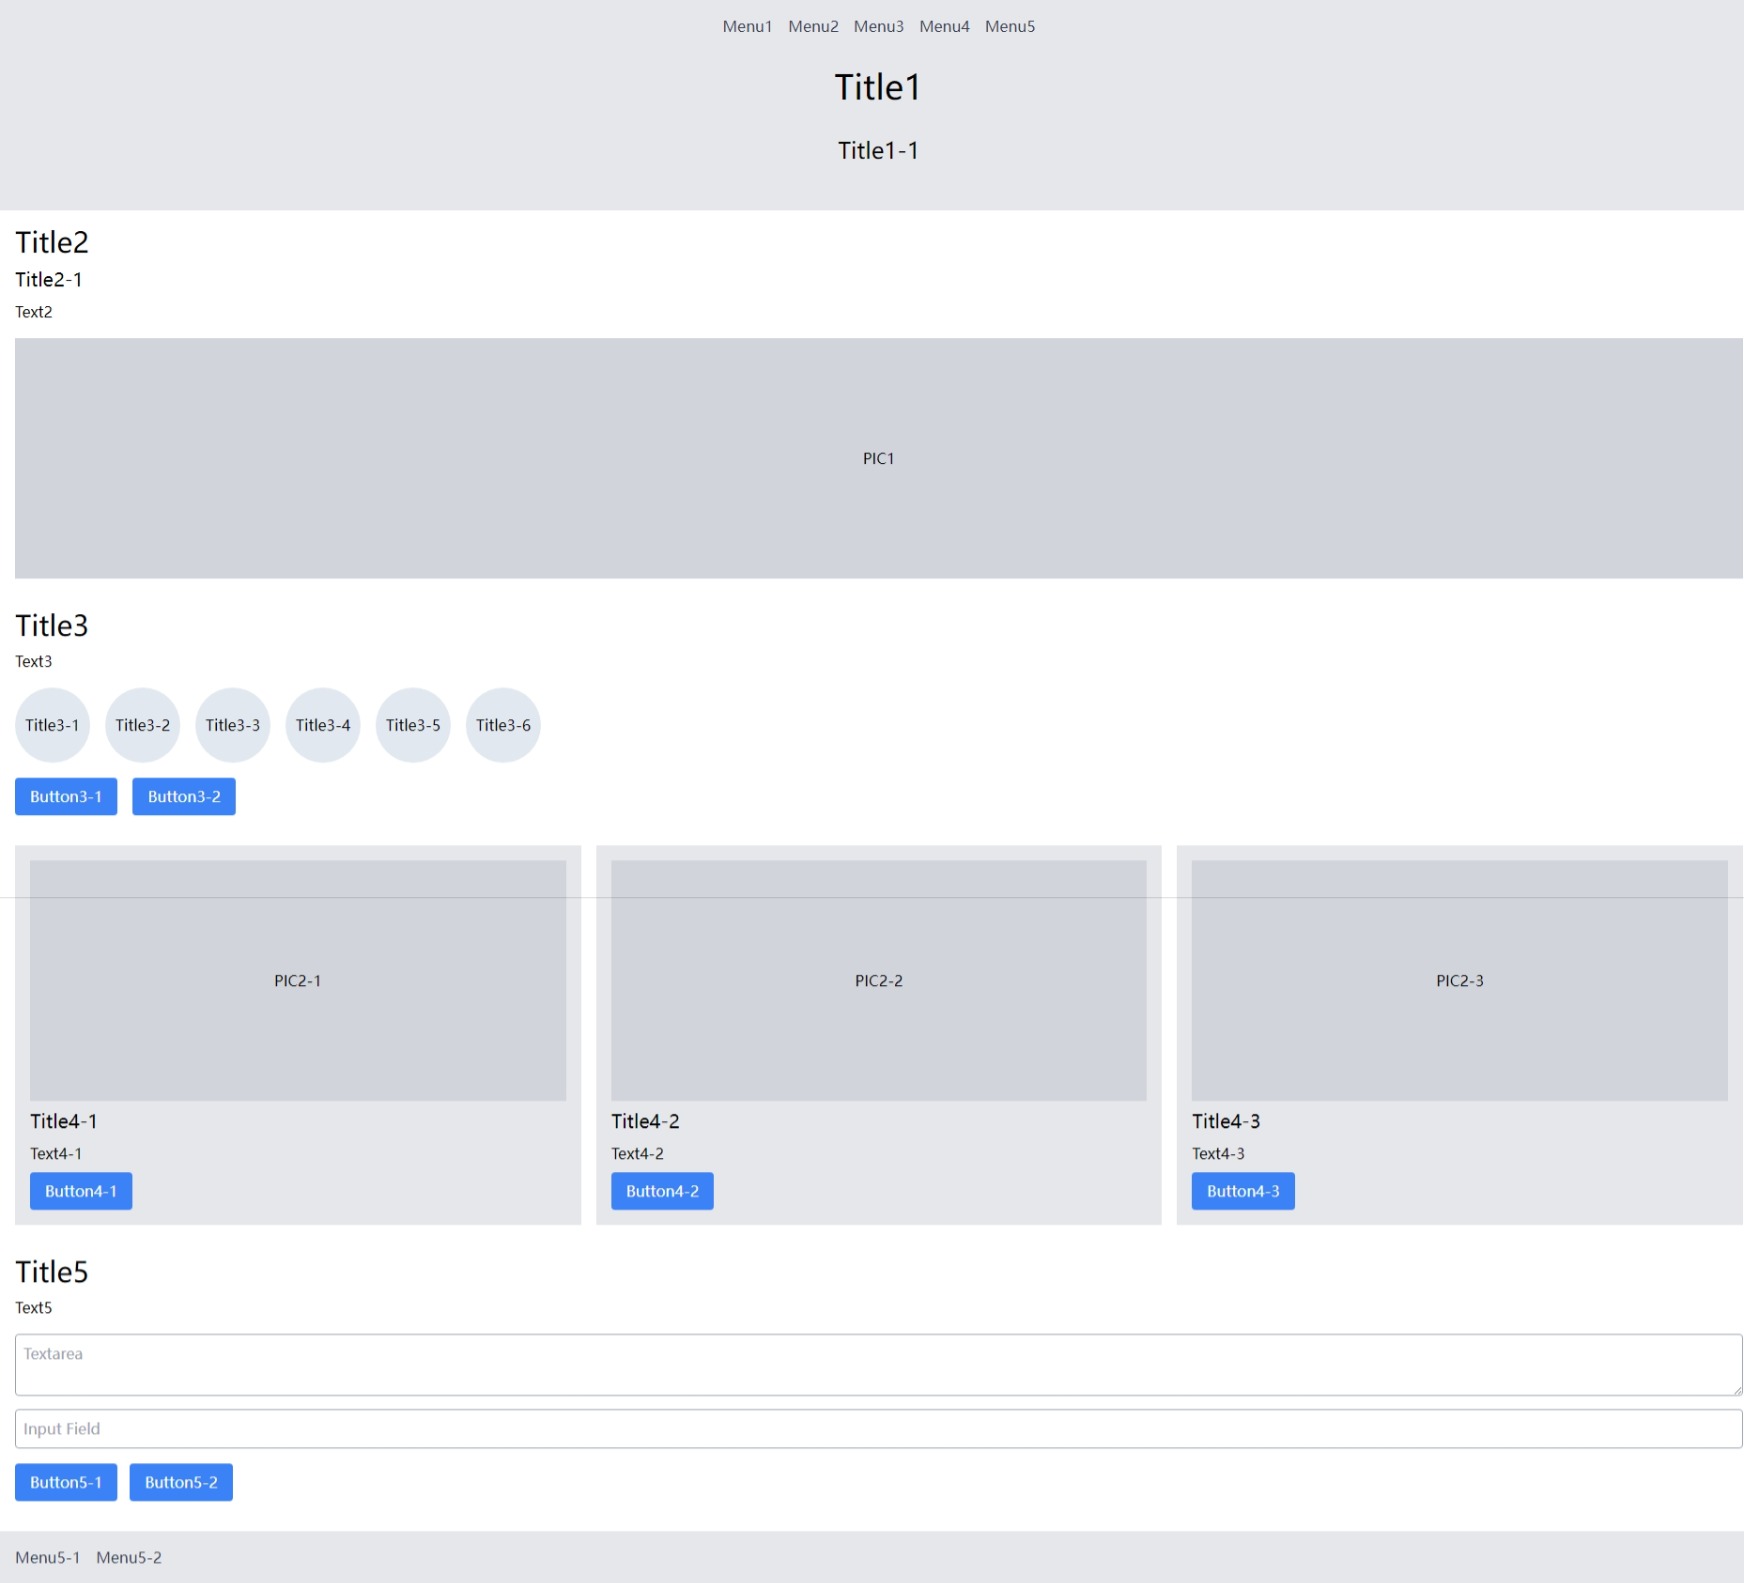 Menu1 Menu2 Menu3 Menu4 Menu5
Title1
Title1-1
Title2
Title2-1
Text2
PIC1
Title3
Text3
Title3-1 Title3-2 Title3-3 Title3-4 Title3-5 Title3-6
Button3-1 Button3-2
PIC2-1 PIC2-2 PIC2-3
Title4-1 Title4-2 Title4-3
Text4-1 Text4-2 Text4-3
Button4-1 Button4-2 Button4-3
Title5
Text5
Textarea
Input Field
Button5-1 Button5-2
Menu5-1 Menu5-2